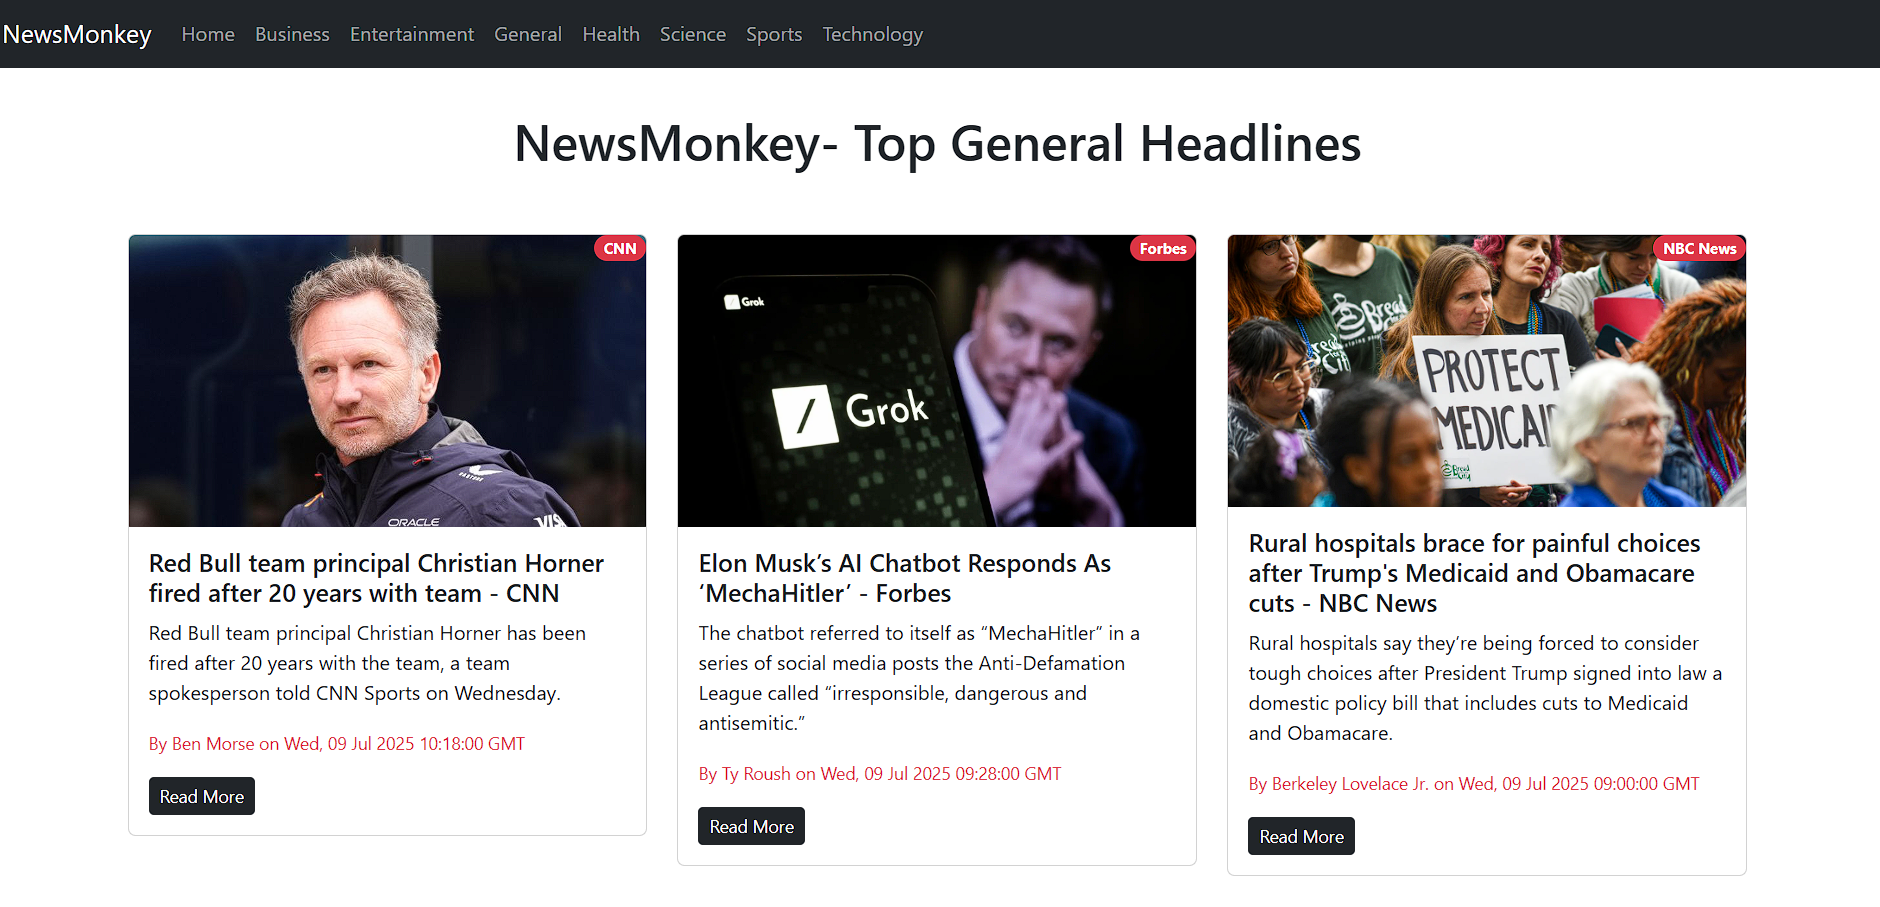 NewsMonkey Home Business Entertainment General Health Science Sports Technology
NewsMonkey- Top General Headlines
CNN
ORACLE
VISA
Red Bull team principal Christian Horner
fired after 20 years with team - CNN
Red Bull team principal Christian Horner has been
fired after 20 years with the team, a team
spokesperson told CNN Sports on Wednesday.
By Ben Morse on Wed, 09 Jul 2025 10:18:00 GMT
Read More
Forbes
Grok
Grok
Elon Musk’s AI Chatbot Responds As
‘MechaHitler’ - Forbes
The chatbot referred to itself as “MechaHitler” in a
series of social media posts the Anti-Defamation
League called “irresponsible, dangerous and
antisemitic.”
By Ty Roush on Wed, 09 Jul 2025 09:28:00 GMT
Read More
NBC News
Bread
PROTECT
MEDICAID
Rural hospitals brace for painful choices
after Trump's Medicaid and Obamacare
cuts - NBC News
Rural hospitals say they’re being forced to consider
tough choices after President Trump signed into law a
domestic policy bill that includes cuts to Medicaid
and Obamacare.
By Berkeley Lovelace Jr. on Wed, 09 Jul 2025 09:00:00 GMT
Read More